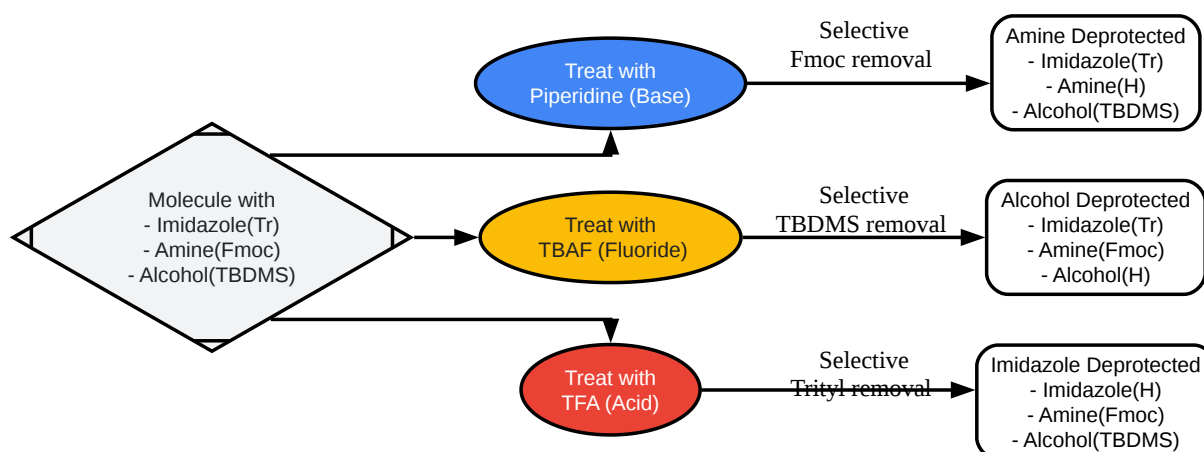 Molecule with
- Imidazole(Tr)
- Amine(Fmoc)
- Alcohol(TBDMS)
Treat with
Piperidine (Base)
Selective
Fmoc removal
Amine Deprotected
- Imidazole(Tr)
- Amine(H)
- Alcohol(TBDMS)
Treat with
TBAF (Fluoride)
Selective
TBDMS removal
Alcohol Deprotected
- Imidazole(Tr)
- Amine(Fmoc)
- Alcohol(H)
Treat with
TFA (Acid)
Selective
Trityl removal
Imidazole Deprotected
- Imidazole(H)
- Amine(Fmoc)
- Alcohol(TBDMS)